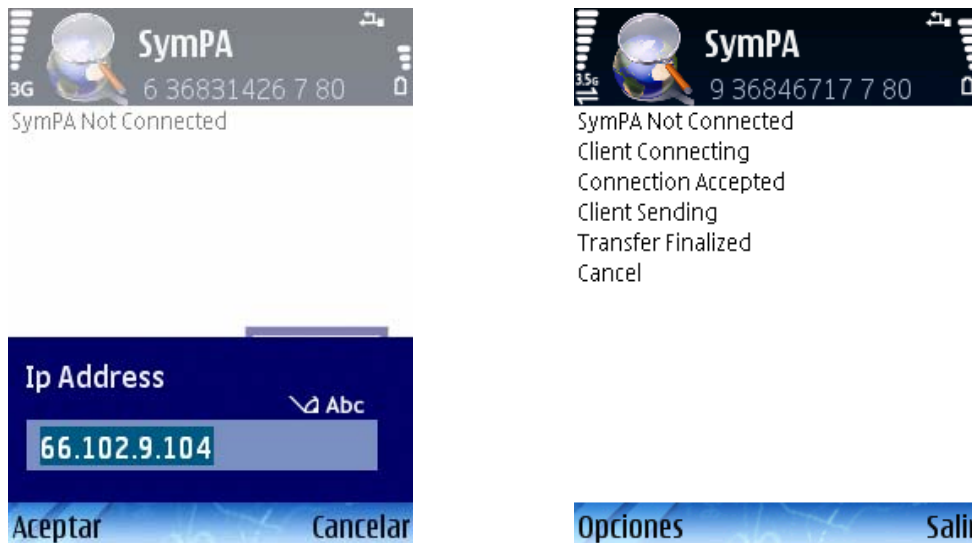 SymPA
3G
6 36831426 7 80
SymPA Not Connected
Ip Address
Abc
66.102.9.104
Aceptar Cancelar
SymPA
3.5G
9 36846717 7 80
SymPA Not Connected
Client Connecting
Connection Accepted
Client Sending
Transfer Finalized
Cancel
Opciones Salir